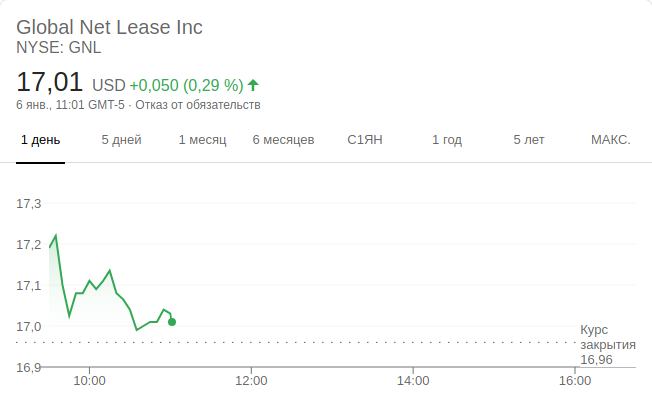 Global Net Lease Inc
NYSE: GNL
17,01 USD +0,050 (0,29 %)
6 янв., 11:01 GMT-5 · Отказ от обязательств
1 день 5 дней 1 месяц 6 месяцев С1ЯН 1 год 5 лет МАКС.
17,3
17,2
17,1
17,0
Курс
закрытия
16,96
16,9
10:00 12:00 14:00 16:00